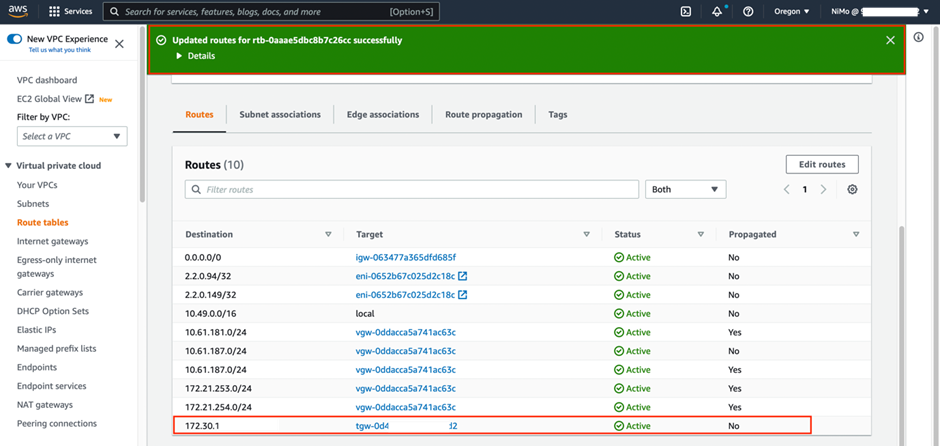 aws
Services
Search for services, features, blogs, docs, and more
[Option+S]
Oregon
NiMo @
New VPC Experience
Tell us what you think
VPC dashboard
EC2 Global View New
Filter by VPC:
Select a VPC
Virtual private cloud
Your VPCs
Subnets
Route tables
Internet gateways
Egress-only internet
gateways
Carrier gateways
DHCP Option Sets
Elastic IPs
Managed prefix lists
Endpoints
Endpoint services
NAT gateways
Peering connections
Updated routes for rtb-0aaae5dbc8b7c26cc successfully
Details
Routes Subnet associations Edge associations Route propagation Tags
Routes (10)
Edit routes
Filter routes
Both
1
Destination Target Status Propagated
0.0.0.0/0 igw-063477a365dfd685f Active No
2.2.0.94/32 eni-0652b67c025d2c18c Active No
2.2.0.149/32 eni-0652b67c025d2c18c Active No
10.49.0.0/16 local Active No
10.61.181.0/24 vgw-0ddacca5a741ac63c Active Yes
10.61.187.0/24 vgw-0ddacca5a741ac63c Active No
10.61.187.0/24 vgw-0ddacca5a741ac63c Active Yes
172.21.253.0/24 vgw-0ddacca5a741ac63c Active Yes
172.21.254.0/24 vgw-0ddacca5a741ac63c Active Yes
172.30.1 tgw-0d4 d2 Active No